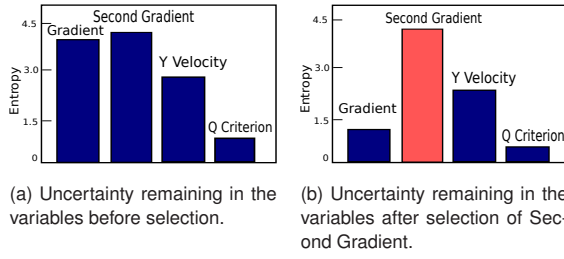 Second Gradient
Gradient
Y Velocity
Q Criterion
Entropy
4.5
3.0
1.5
0
(a) Uncertainty remaining in the
variables before selection.
Second Gradient
Y Velocity
Gradient
Q Criterion
Entropy
4.5
3.0
1.5
0
(b) Uncertainty remaining in the
variables after selection of Sec-
ond Gradient.